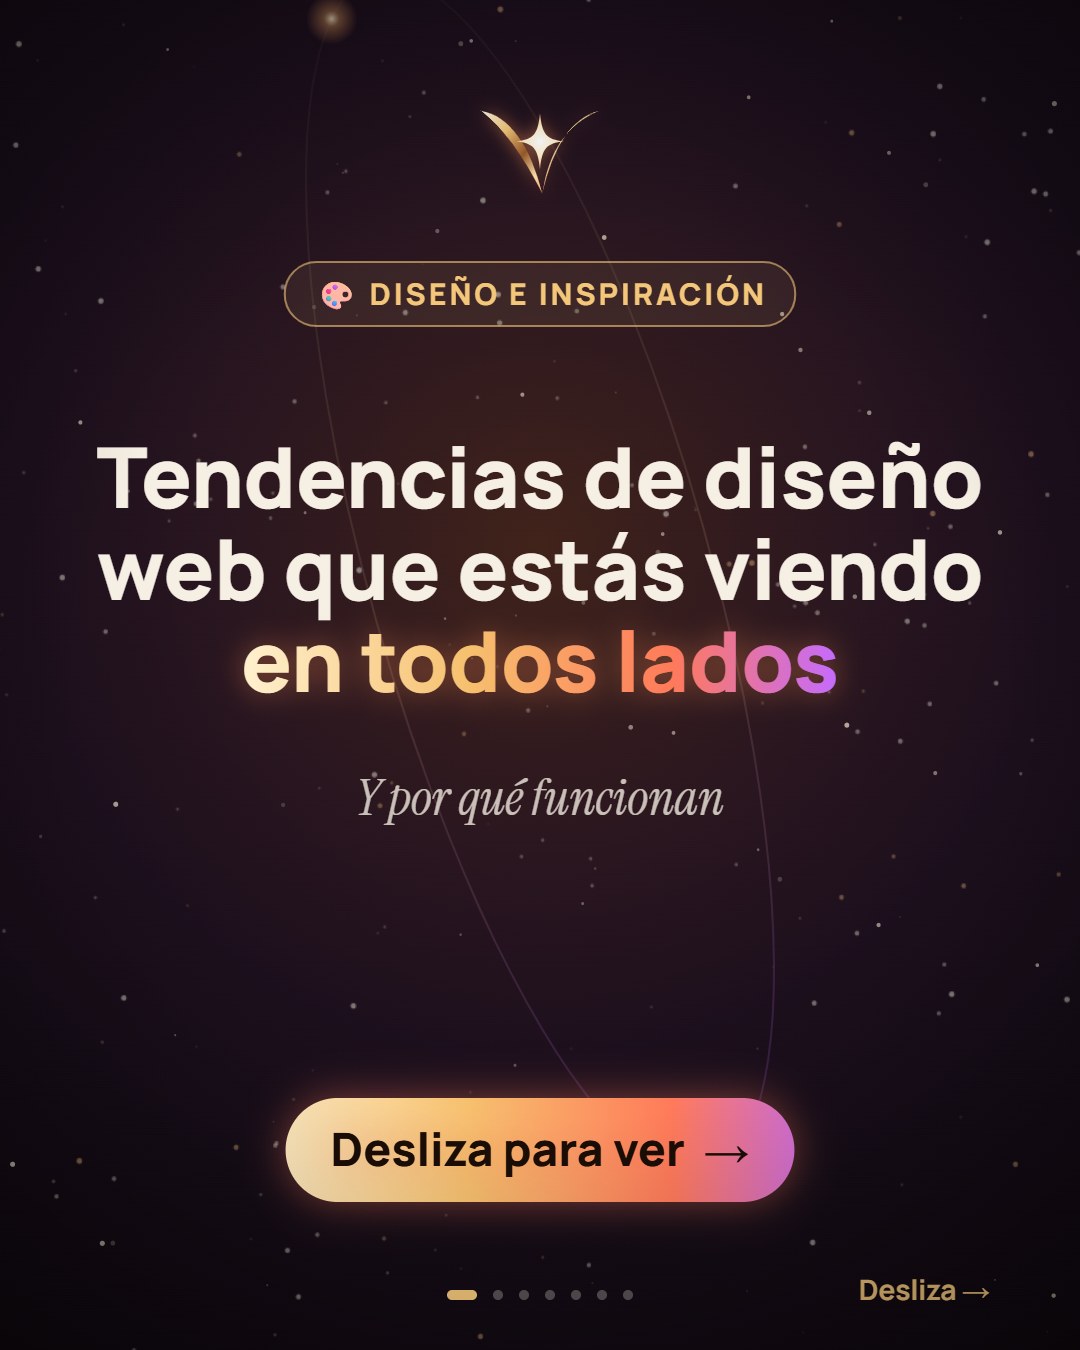 DISEÑO E INSPIRACIÓN
Tendencias de diseño
web que estás viendo
en todos lados
Y por qué funcionan
Desliza para ver →
Desliza →